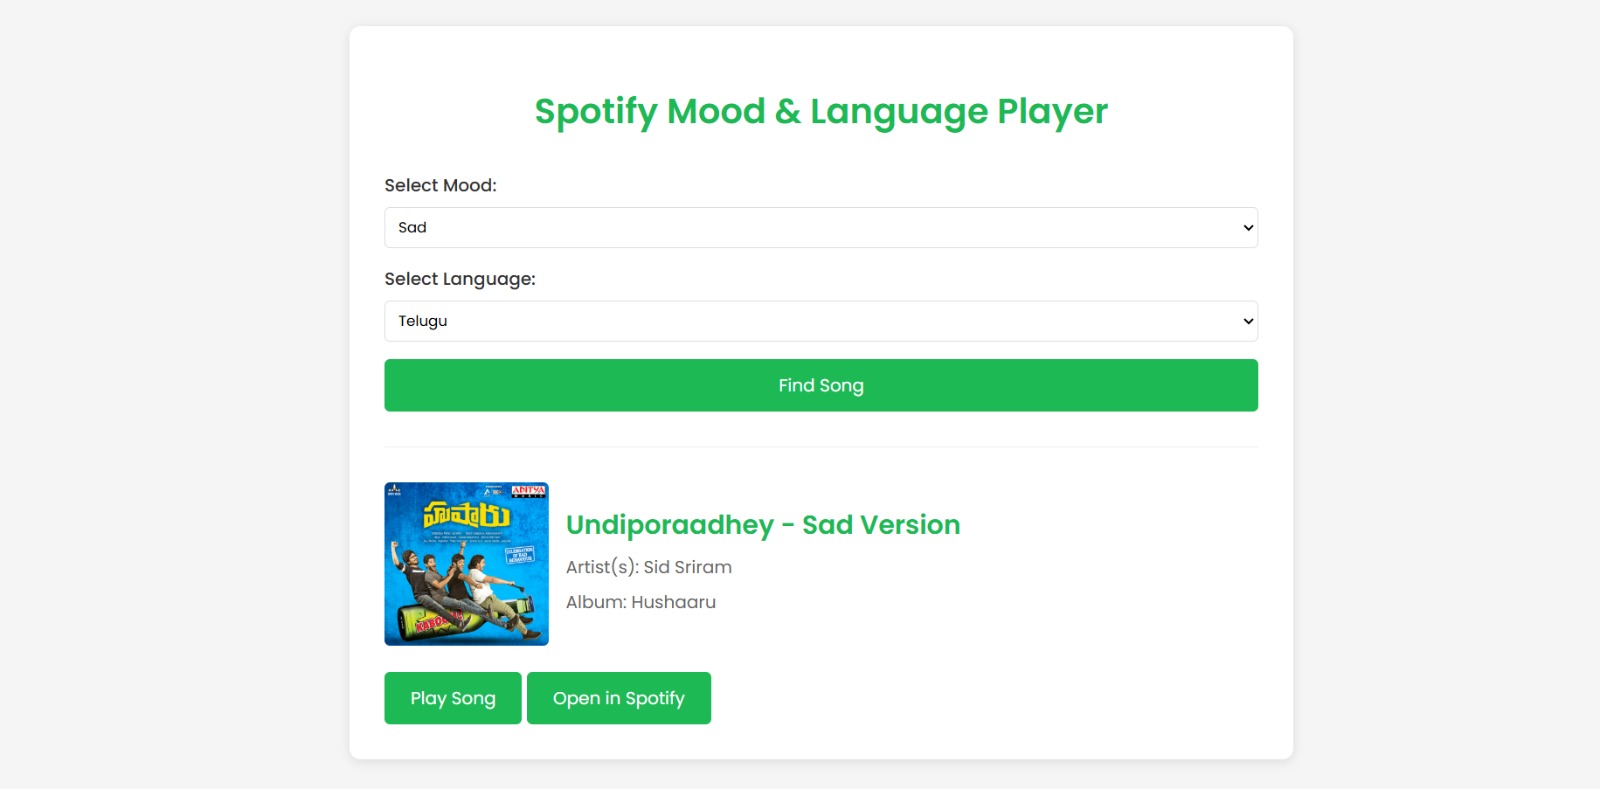 Spotify Mood & Language Player
Select Mood:
Sad
Select Language:
Telugu
Find Song
ADITYA
MUSIC
హుషారు
Undiporaadhey - Sad Version
Artist(s): Sid Sriram
Album: Hushaaru
Play Song
Open in Spotify